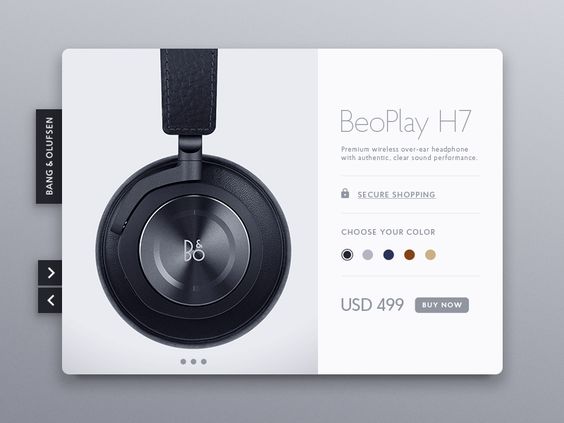 BANG & OLUFSEN
B&O
BeoPlay H7
Premium wireless over-ear headphone
with authentic, clear sound performance.
SECURE SHOPPING
CHOOSE YOUR COLOR
USD 499
BUY NOW